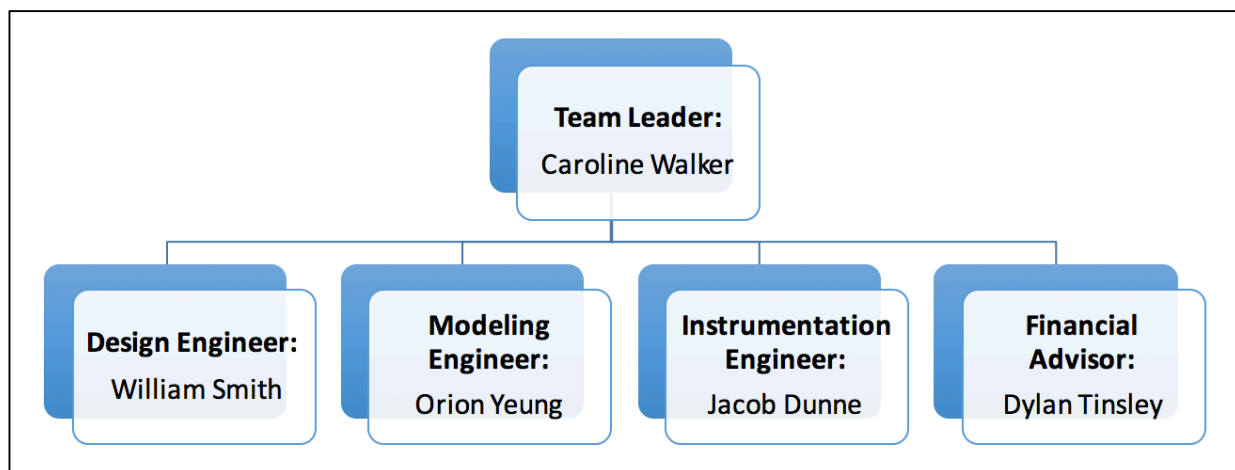 Team Leader:
Caroline Walker
Design Engineer:
William Smith
Modeling
Engineer:
Orion Yeung
Instrumentation
Engineer:
Jacob Dunne
Financial
Advisor:
Dylan Tinsley